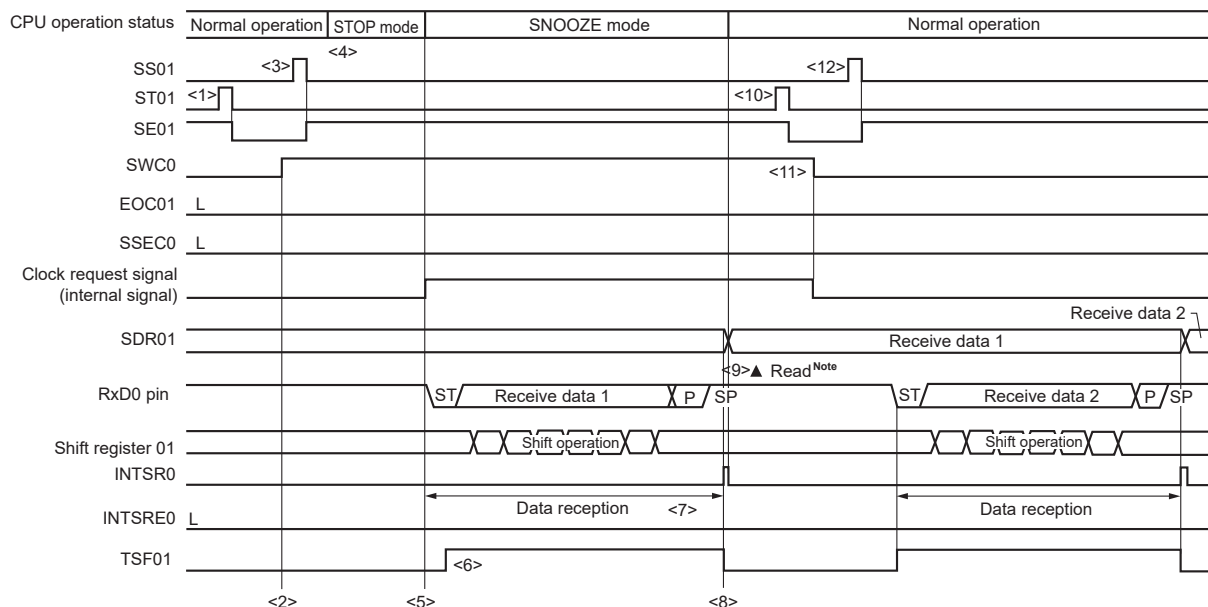 CPU operation status Normal operation STOP mode SNOOZE mode Normal operation
<4>
SS01 <3> <12>
ST01 <1> <10>
SE01
SWC0 <11>
EOC01 L
SSEC0 L
Clock request signal
(internal signal)
Receive data 2
SDR01 Receive data 1
<9>▲ Read Note
RxD0 pin ST Receive data 1 P SP ST Receive data 2 P SP
Shift register 01 Shift operation Shift operation
INTSR0
Data reception <7> Data reception
INTSRE0 L
TSF01 <6>
<2> <5> <8>